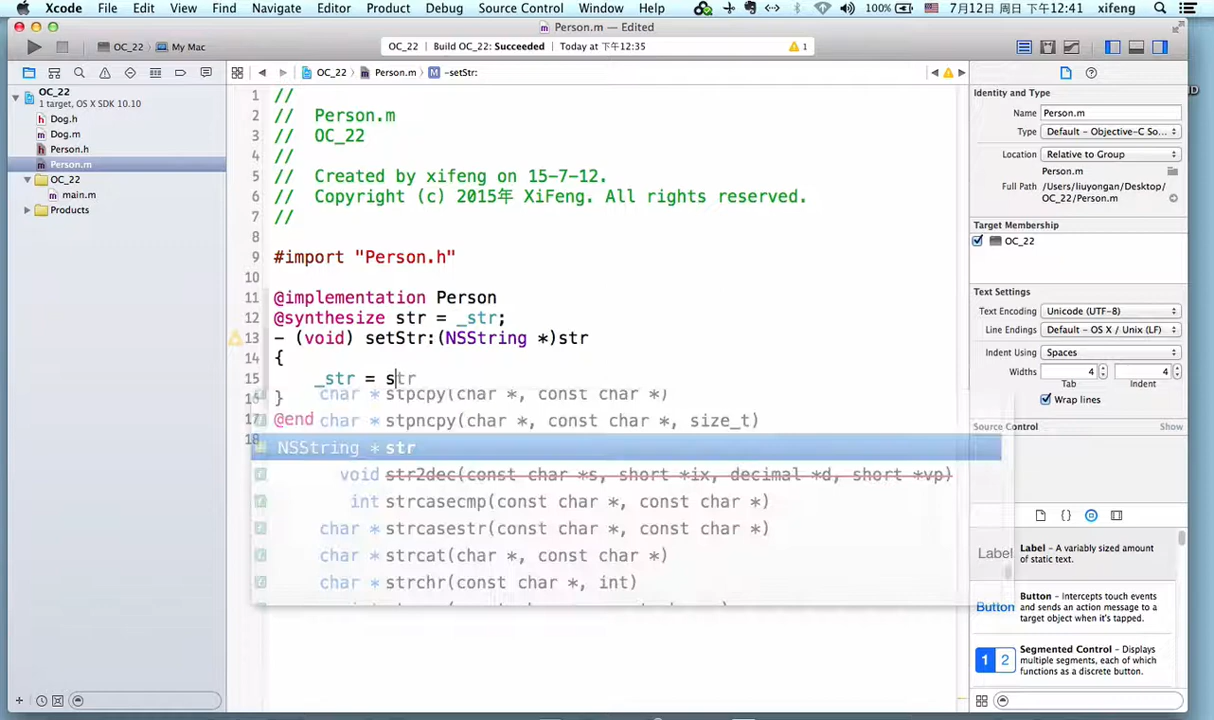 Xcode File Edit View Find Navigate Editor Product Debug Source Control Window Help 100% 7月12日 周日 下午12:41 xifeng
Person.m — Edited
OC_22 My Mac
OC_22 Build OC_22: Succeeded Today at 下午12:35 1
OC_22 Person.m -setStr:
OC_22
1 target, OS X SDK 10.10
Dog.h
Dog.m
Person.h
Person.m
OC_22
main.m
Products
1 //
2 // Person.m
3 // OC_22
4 //
5 // Created by xifeng on 15-7-12.
6 // Copyright (c) 2015年 XiFeng. All rights reserved.
7 //
8
9 #import "Person.h"
10
11 @implementation Person
12 @synthesize str = _str;
13 - (void) setStr:(NSString *)str
14 {
15 _str = str
16 }
17 @end
18
char * stpcpy(char *, const char *)
char * stpncpy(char *, const char *, size_t)
NSString * str
void str2dec(const char *s, short *ix, decimal *d, short *vp)
int strcasecmp(const char *, const char *)
char * strcasestr(const char *, const char *)
char * strcat(char *, const char *)
char * strchr(const char *, int)
Identity and Type
Name Person.m
Type Default - Objective-C So...
Location Relative to Group
Person.m
Full Path /Users/liuyongan/Desktop/
OC_22/Person.m
Target Membership
OC_22
Text Settings
Text Encoding Unicode (UTF-8)
Line Endings Default - OS X / Unix (LF)
Indent Using Spaces
Widths 4 4
Tab Indent
Wrap lines
Source Control Show
Label Label - A variably sized amount
of static text.
Button Button - Intercepts touch events
and sends an action message to a
target object when it's tapped.
1 2 Segmented Control - Displays
multiple segments, each of which
functions as a discrete button.